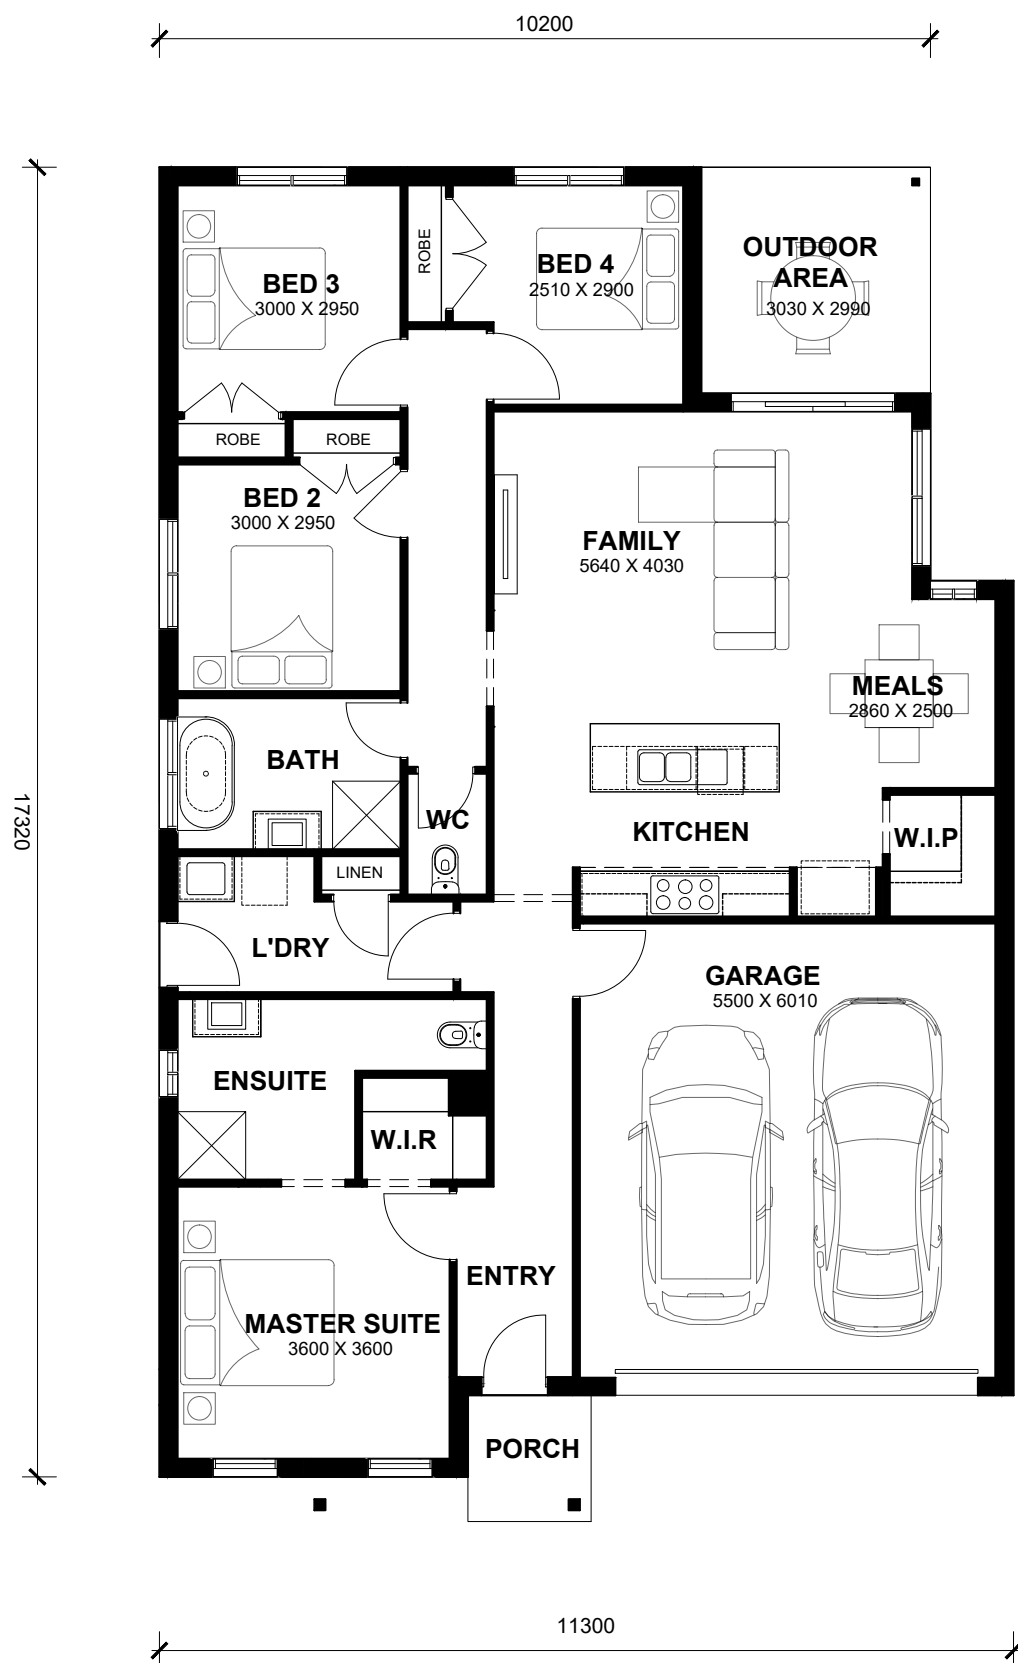 10200
BED 3
3000 X 2950
ROBE
BED 4
2510 X 2900
OUTDOOR
AREA
3030 X 2990
ROBE
ROBE
BED 2
3000 X 2950
FAMILY
5640 X 4030
MEALS
2860 X 2500
BATH
WC
KITCHEN
W.I.P
17320
LINEN
L'DRY
GARAGE
5500 X 6010
ENSUITE
W.I.R
ENTRY
MASTER SUITE
3600 X 3600
PORCH
11300